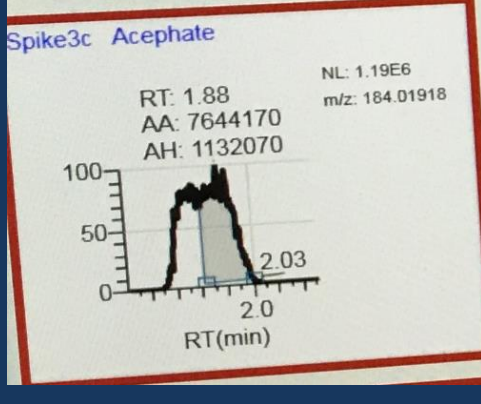 Spike3c Acephate
NL: 1.19E6
m/z: 184.01918
RT: 1.88
AA: 7644170
AH: 1132070
100
50
0
2.03
2.0
RT(min)